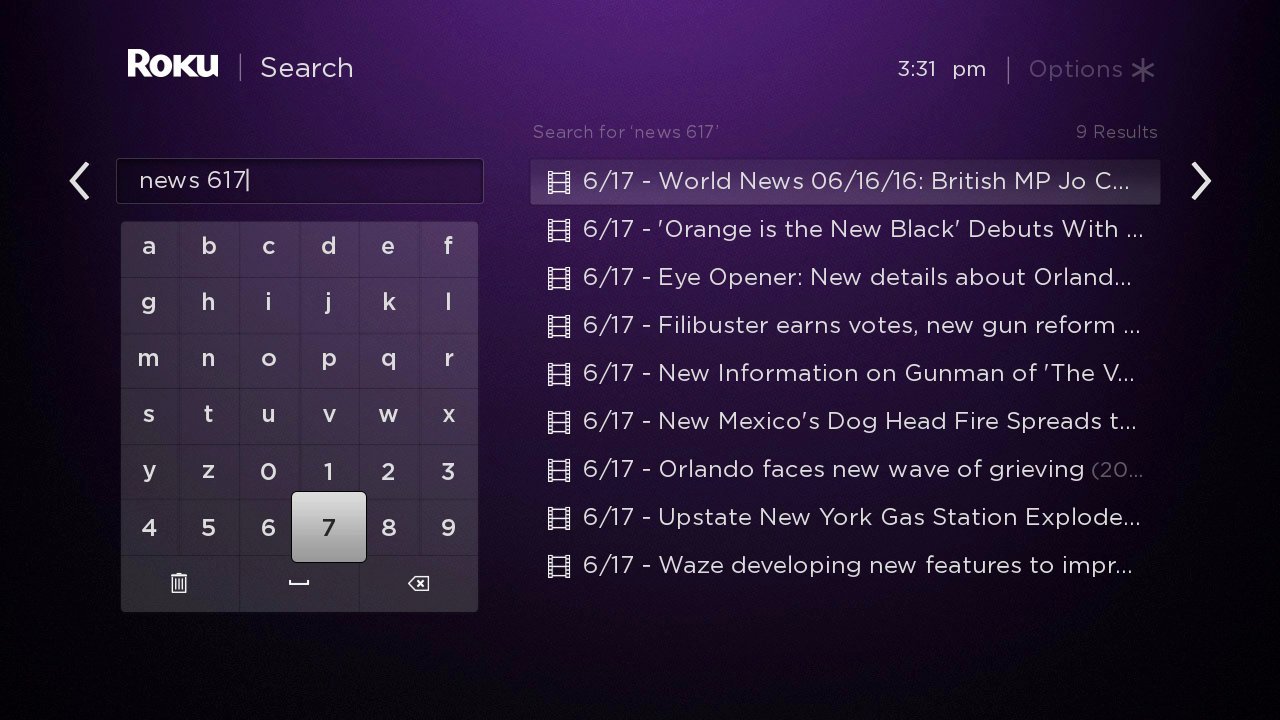 Roku | Search
3:31 pm | Options
Search for 'news 617'
9 Results
news 617
a b c d e f
g h i j k l
m n o p q r
s t u v w x
y z 0 1 2 3
4 5 6 7 8 9
6/17 - World News 06/16/16: British MP Jo C...
6/17 - 'Orange is the New Black' Debuts With ...
6/17 - Eye Opener: New details about Orland...
6/17 - Filibuster earns votes, new gun reform ...
6/17 - New Information on Gunman of 'The V...
6/17 - New Mexico's Dog Head Fire Spreads t...
6/17 - Orlando faces new wave of grieving (20...
6/17 - Upstate New York Gas Station Explode...
6/17 - Waze developing new features to impr...